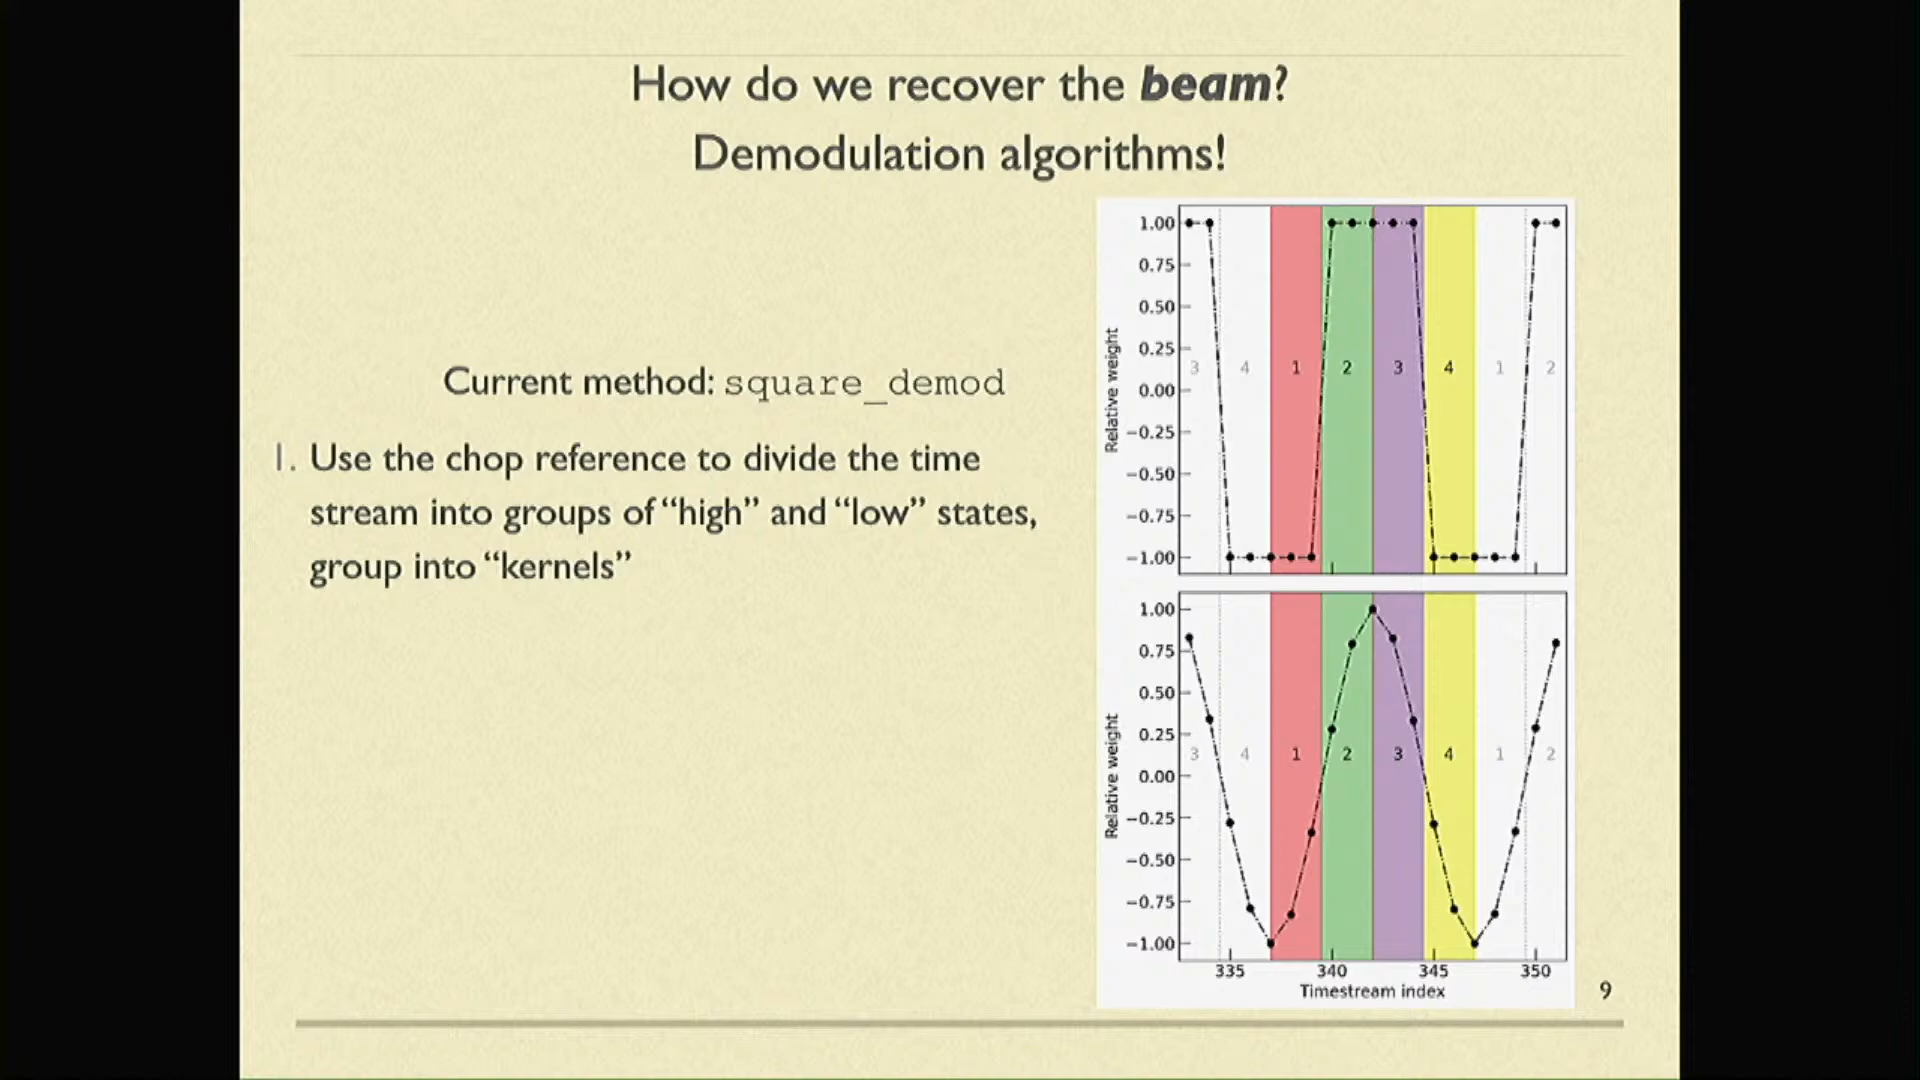 How do we recover the beam?
Demodulation algorithms!
Current method: square_demod
1. Use the chop reference to divide the time
stream into groups of “high” and “low” states,
group into “kernels”
1.00
0.75
0.50
0.25
0.00
−0.25
−0.50
−0.75
−1.00
Relative weight
3 4 1 2 3 4 1 2
1.00
0.75
0.50
0.25
0.00
−0.25
−0.50
−0.75
−1.00
Relative weight
3 4 1 2 3 4 1 2
335 340 345 350
Timestream index
9